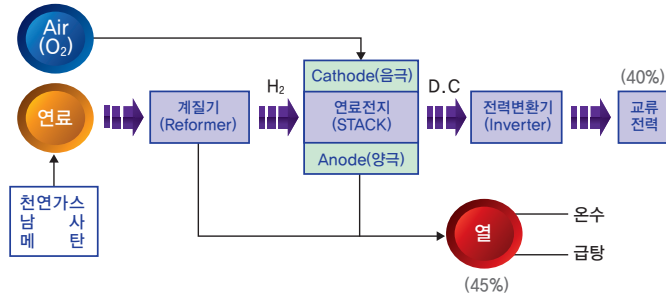 Air
(O₂)
연료
천연가스
남 사
메 탄
계질기
(Reformer)
H₂
Cathode(음극)
연료전지
(STACK)
Anode(양극)
D.C
전력변환기
(Inverter)
(40%)
교류
전력
열
(45%)
온수
급탕